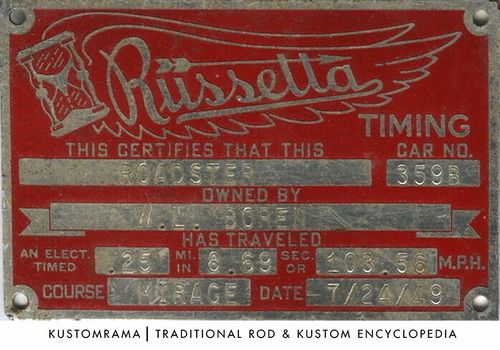 Russetta
TIMING
THIS CERTIFIES THAT THIS CAR NO.
ROADSTER 359B
OWNED BY
W.L. BOREN
HAS TRAVELED
AN ELECT. TIMED .25 MI. IN 8.69 SEC. OR 103.56 M.P.H.
COURSE MIRAGE DATE 7/24/49
KUSTOMRAMA | TRADITIONAL ROD & KUSTOM ENCYCLOPEDIA